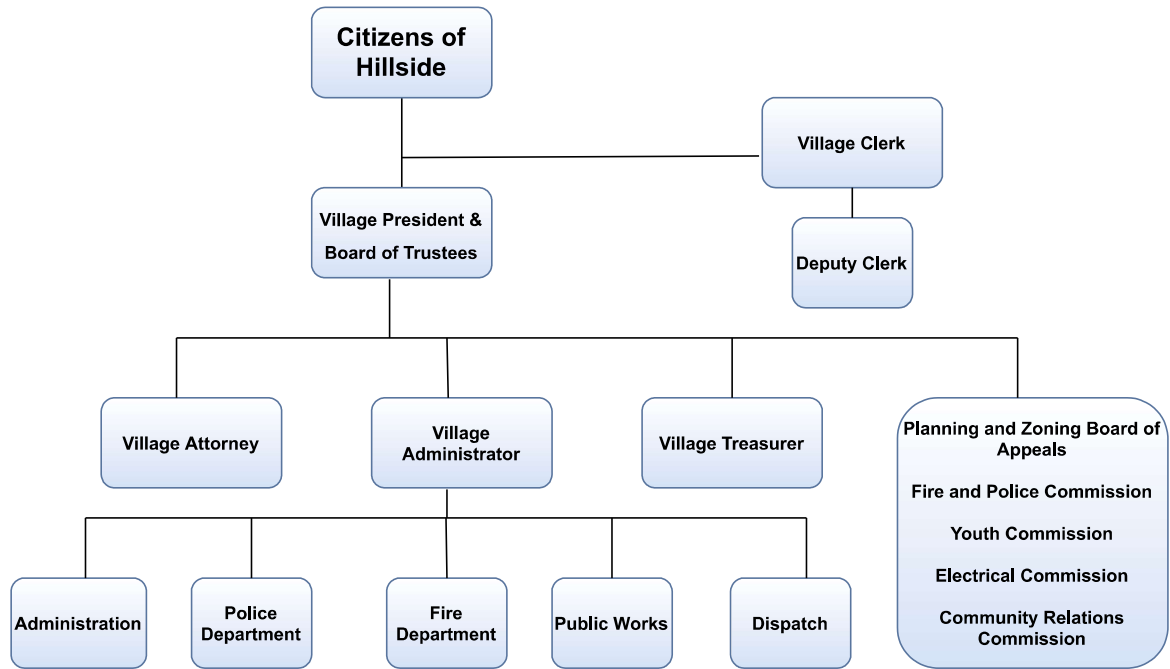 Citizens of
Hillside
Village Clerk
Village President &
Board of Trustees
Deputy Clerk
Village Attorney
Village
Administrator
Village Treasurer
Planning and Zoning Board of
Appeals
Fire and Police Commission
Youth Commission
Electrical Commission
Community Relations
Commission
Administration
Police
Department
Fire
Department
Public Works
Dispatch